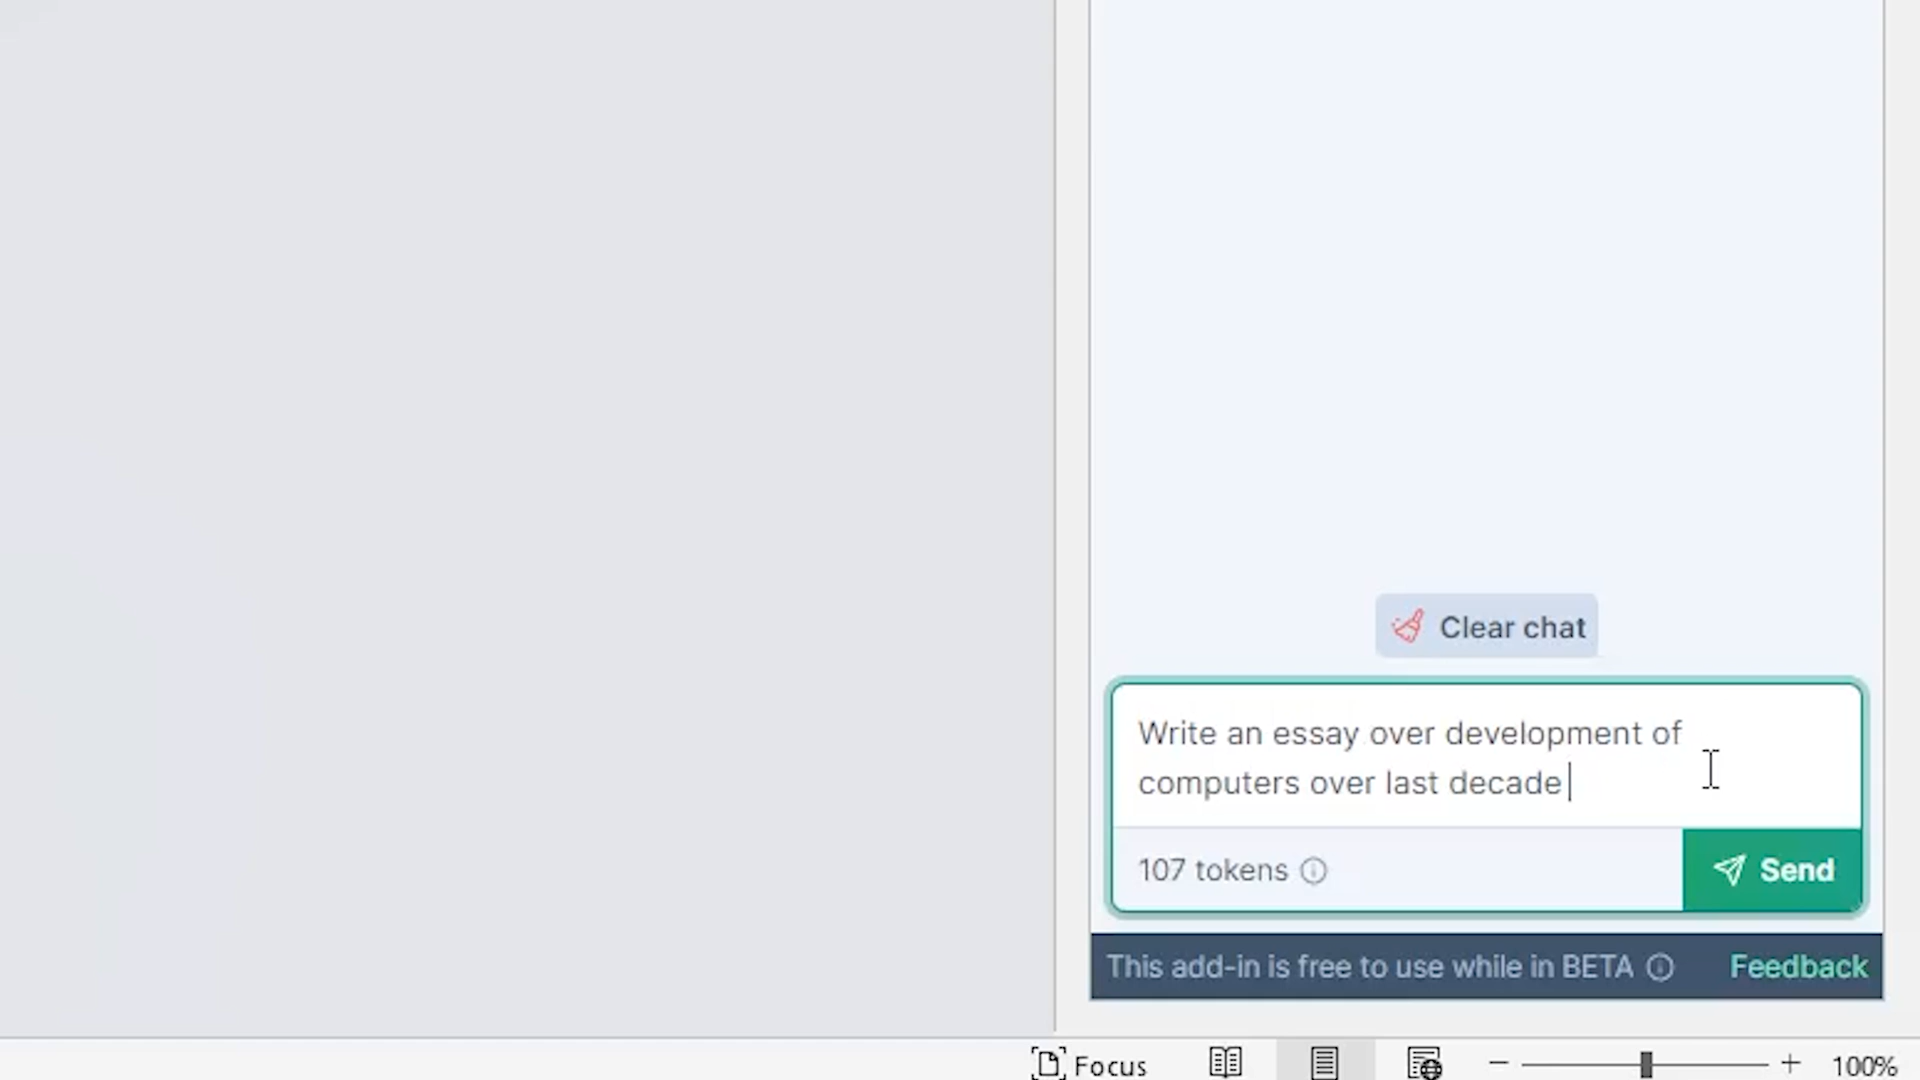 Clear chat
Write an essay over development of
computers over last decade
107 tokens
Send
This add-in is free to use while in BETA
Feedback
Focus
100%